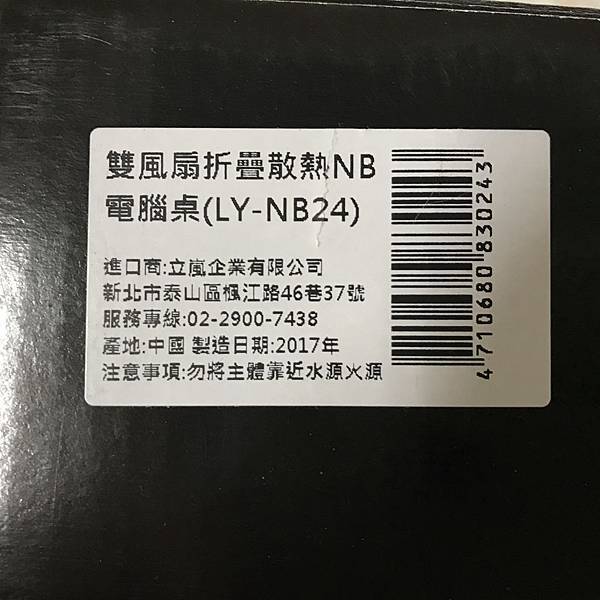 雙風扇折疊散熱NB
電腦桌(LY-NB24)
進口商:立嵐企業有限公司
新北市泰山區楓江路46巷37號
服務專線:02-2900-7438
產地:中國 製造日期:2017年
注意事項:勿將主體靠近水源火源
4710680830243